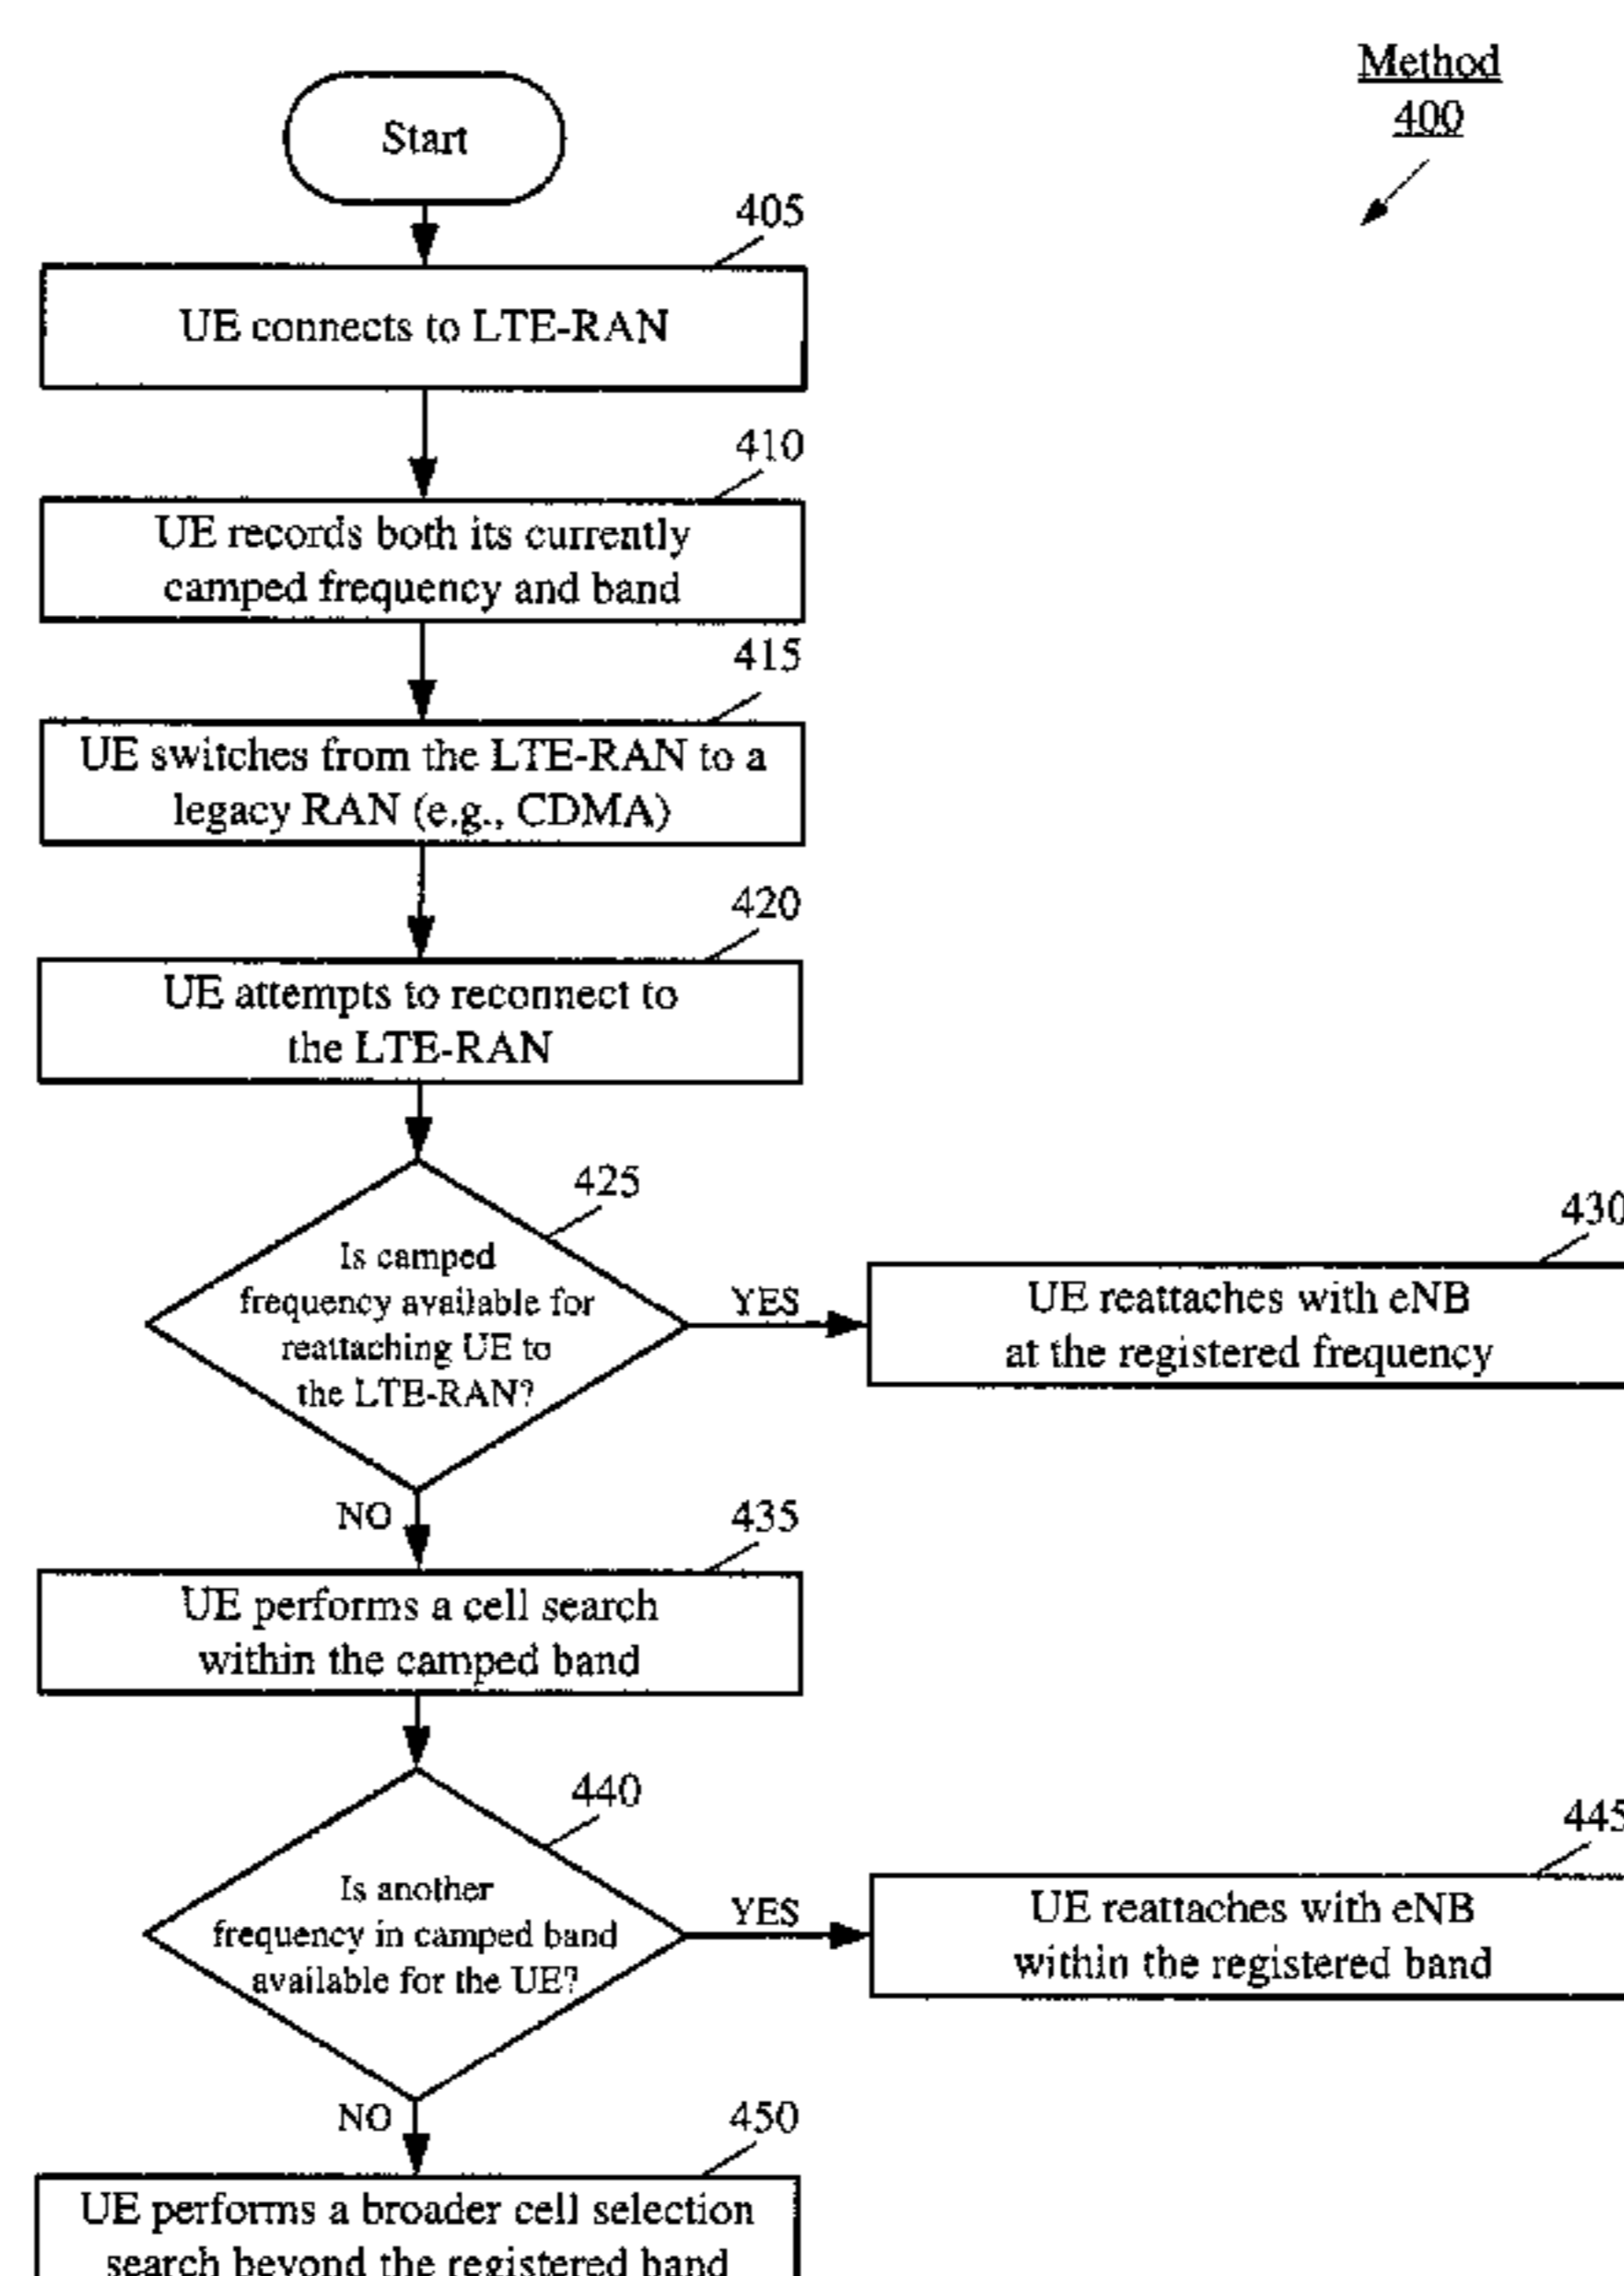 Method
400
Start
405
UE connects to LTE-RAN
410
UE records both its currently
camped frequency and band
415
UE switches from the LTE-RAN to a
legacy RAN (e.g., CDMA)
420
UE attempts to reconnect to
the LTE-RAN
425
Is camped
frequency available for
reattaching UE to
the LTE-RAN?
YES
430
UE reattaches with eNB
at the registered frequency
NO
435
UE performs a cell search
within the camped band
440
Is another
frequency in camped band
available for the UE?
YES
445
UE reattaches with eNB
within the registered band
NO
450
UE performs a broader cell selection
search beyond the registered band